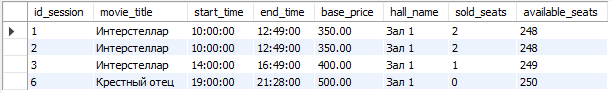 id_session movie_title start_time end_time base_price hall_name sold_seats available_seats
1 Интерстеллар 10:00:00 12:49:00 350.00 Зал 1 2 248
2 Интерстеллар 10:00:00 12:49:00 350.00 Зал 1 2 248
3 Интерстеллар 14:00:00 16:49:00 400.00 Зал 1 1 249
6 Крестный отец 19:00:00 21:28:00 500.00 Зал 1 0 250